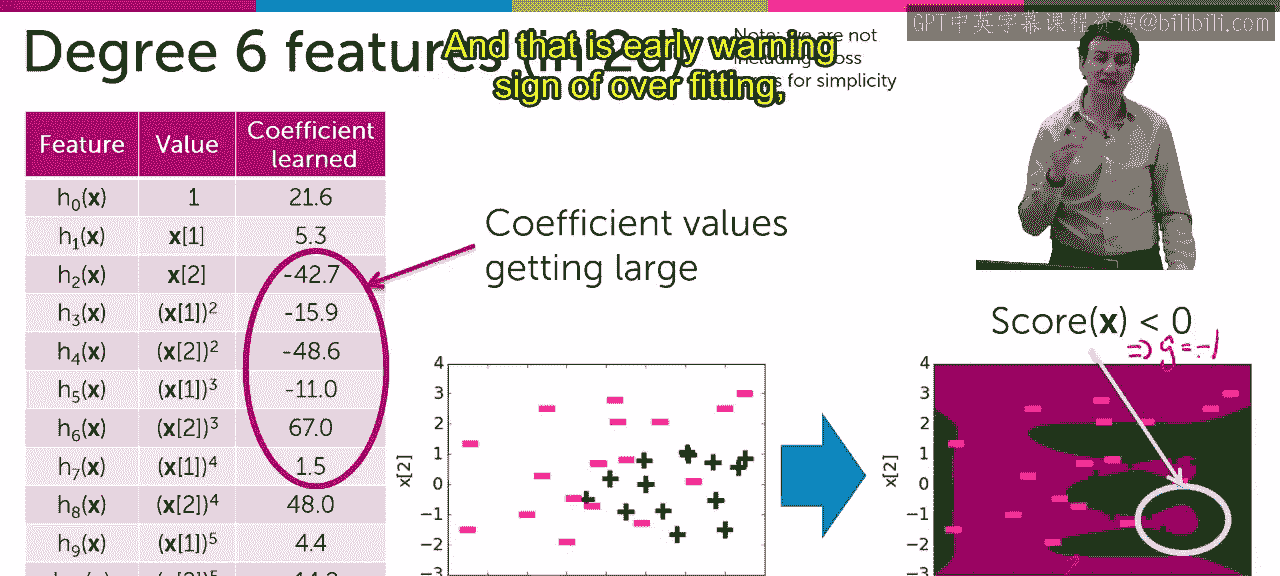 GPT中英字幕课程资源@bilibili.com
Degree 6 features (in 2d)
Note: we are not
including cross
terms for simplicity
And that is early warning
sign of over fitting,
Feature Value Coefficient learned
h0(x) 1 21.6
h1(x) x[1] 5.3
h2(x) x[2] -42.7
h3(x) (x[1])² -15.9
h4(x) (x[2])² -48.6
h5(x) (x[1])³ -11.0
h6(x) (x[2])³ 67.0
h7(x) (x[1])⁴ 1.5
h8(x) (x[2])⁴ 48.0
h9(x) (x[1])⁵ 4.4
Coefficient values
getting large
Score(x) < 0
⇒ ŷ = -1
4
3
2
1
0
−1
−2
−3
x[2]
4
3
2
1
0
−1
−2
−3
x[2]